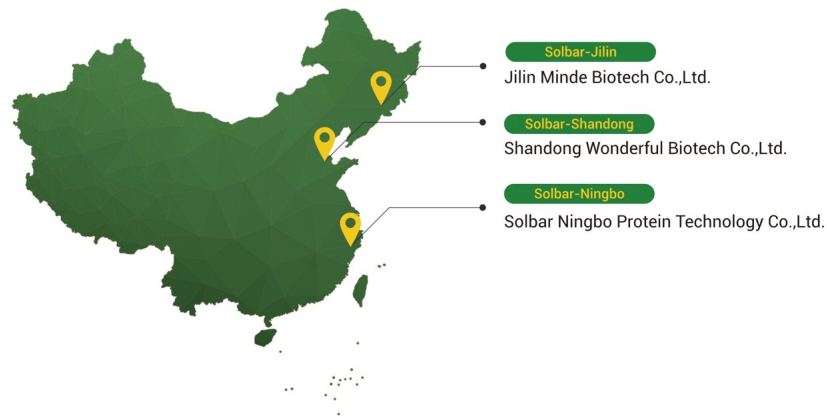 Solbar-Jilin
Jilin Minde Biotech Co.,Ltd.
Solbar-Shandong
Shandong Wonderful Biotech Co.,Ltd.
Solbar-Ningbo
Solbar Ningbo Protein Technology Co.,Ltd.